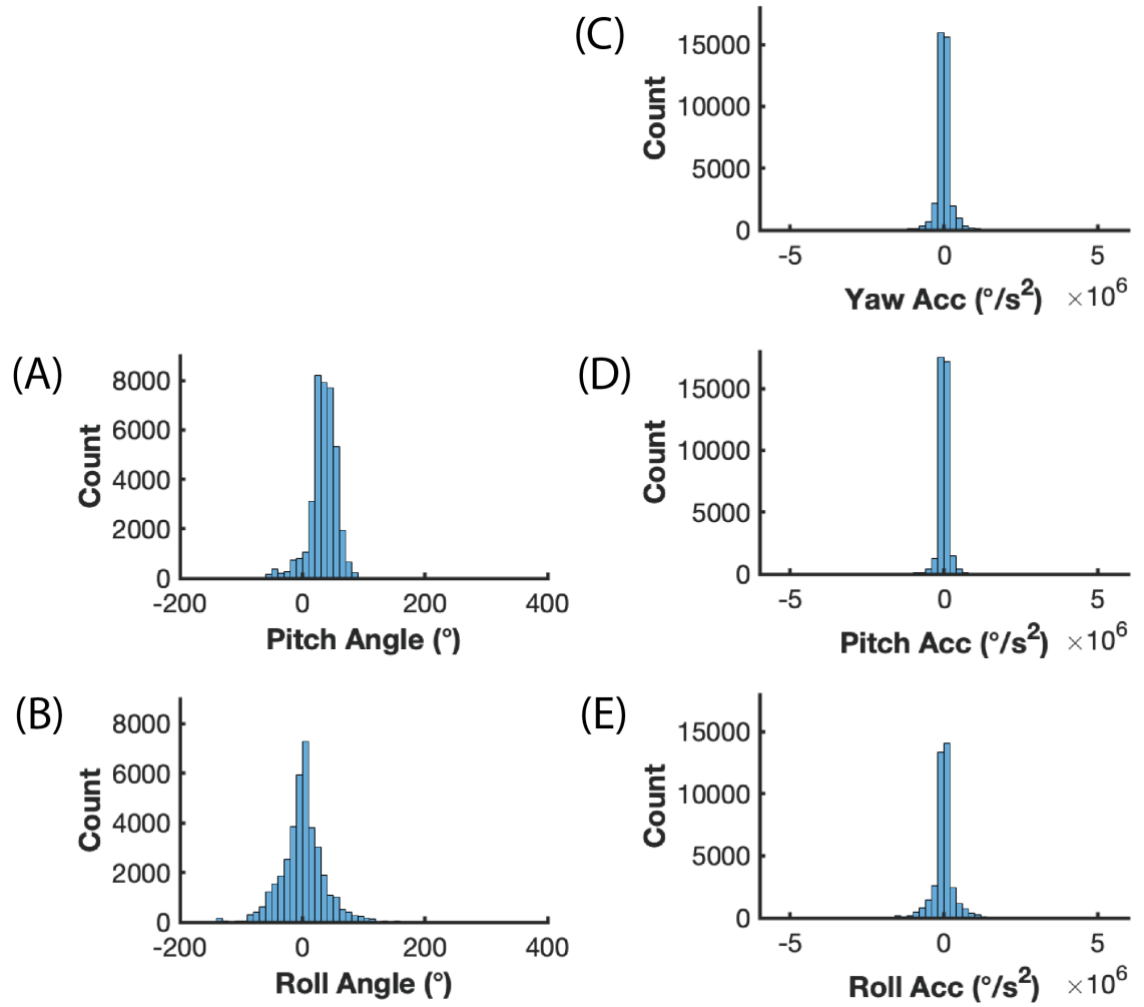 (C)
15000
10000
5000
0
Count
-5 0 5
Yaw Acc (°/s²) ×10⁶
(A)
8000
6000
4000
2000
0
Count
-200 0 200 400
Pitch Angle (°)
(D)
15000
10000
5000
0
Count
-5 0 5
Pitch Acc (°/s²) ×10⁶
(B)
8000
6000
4000
2000
0
Count
-200 0 200 400
Roll Angle (°)
(E)
15000
10000
5000
0
Count
-5 0 5
Roll Acc (°/s²) ×10⁶